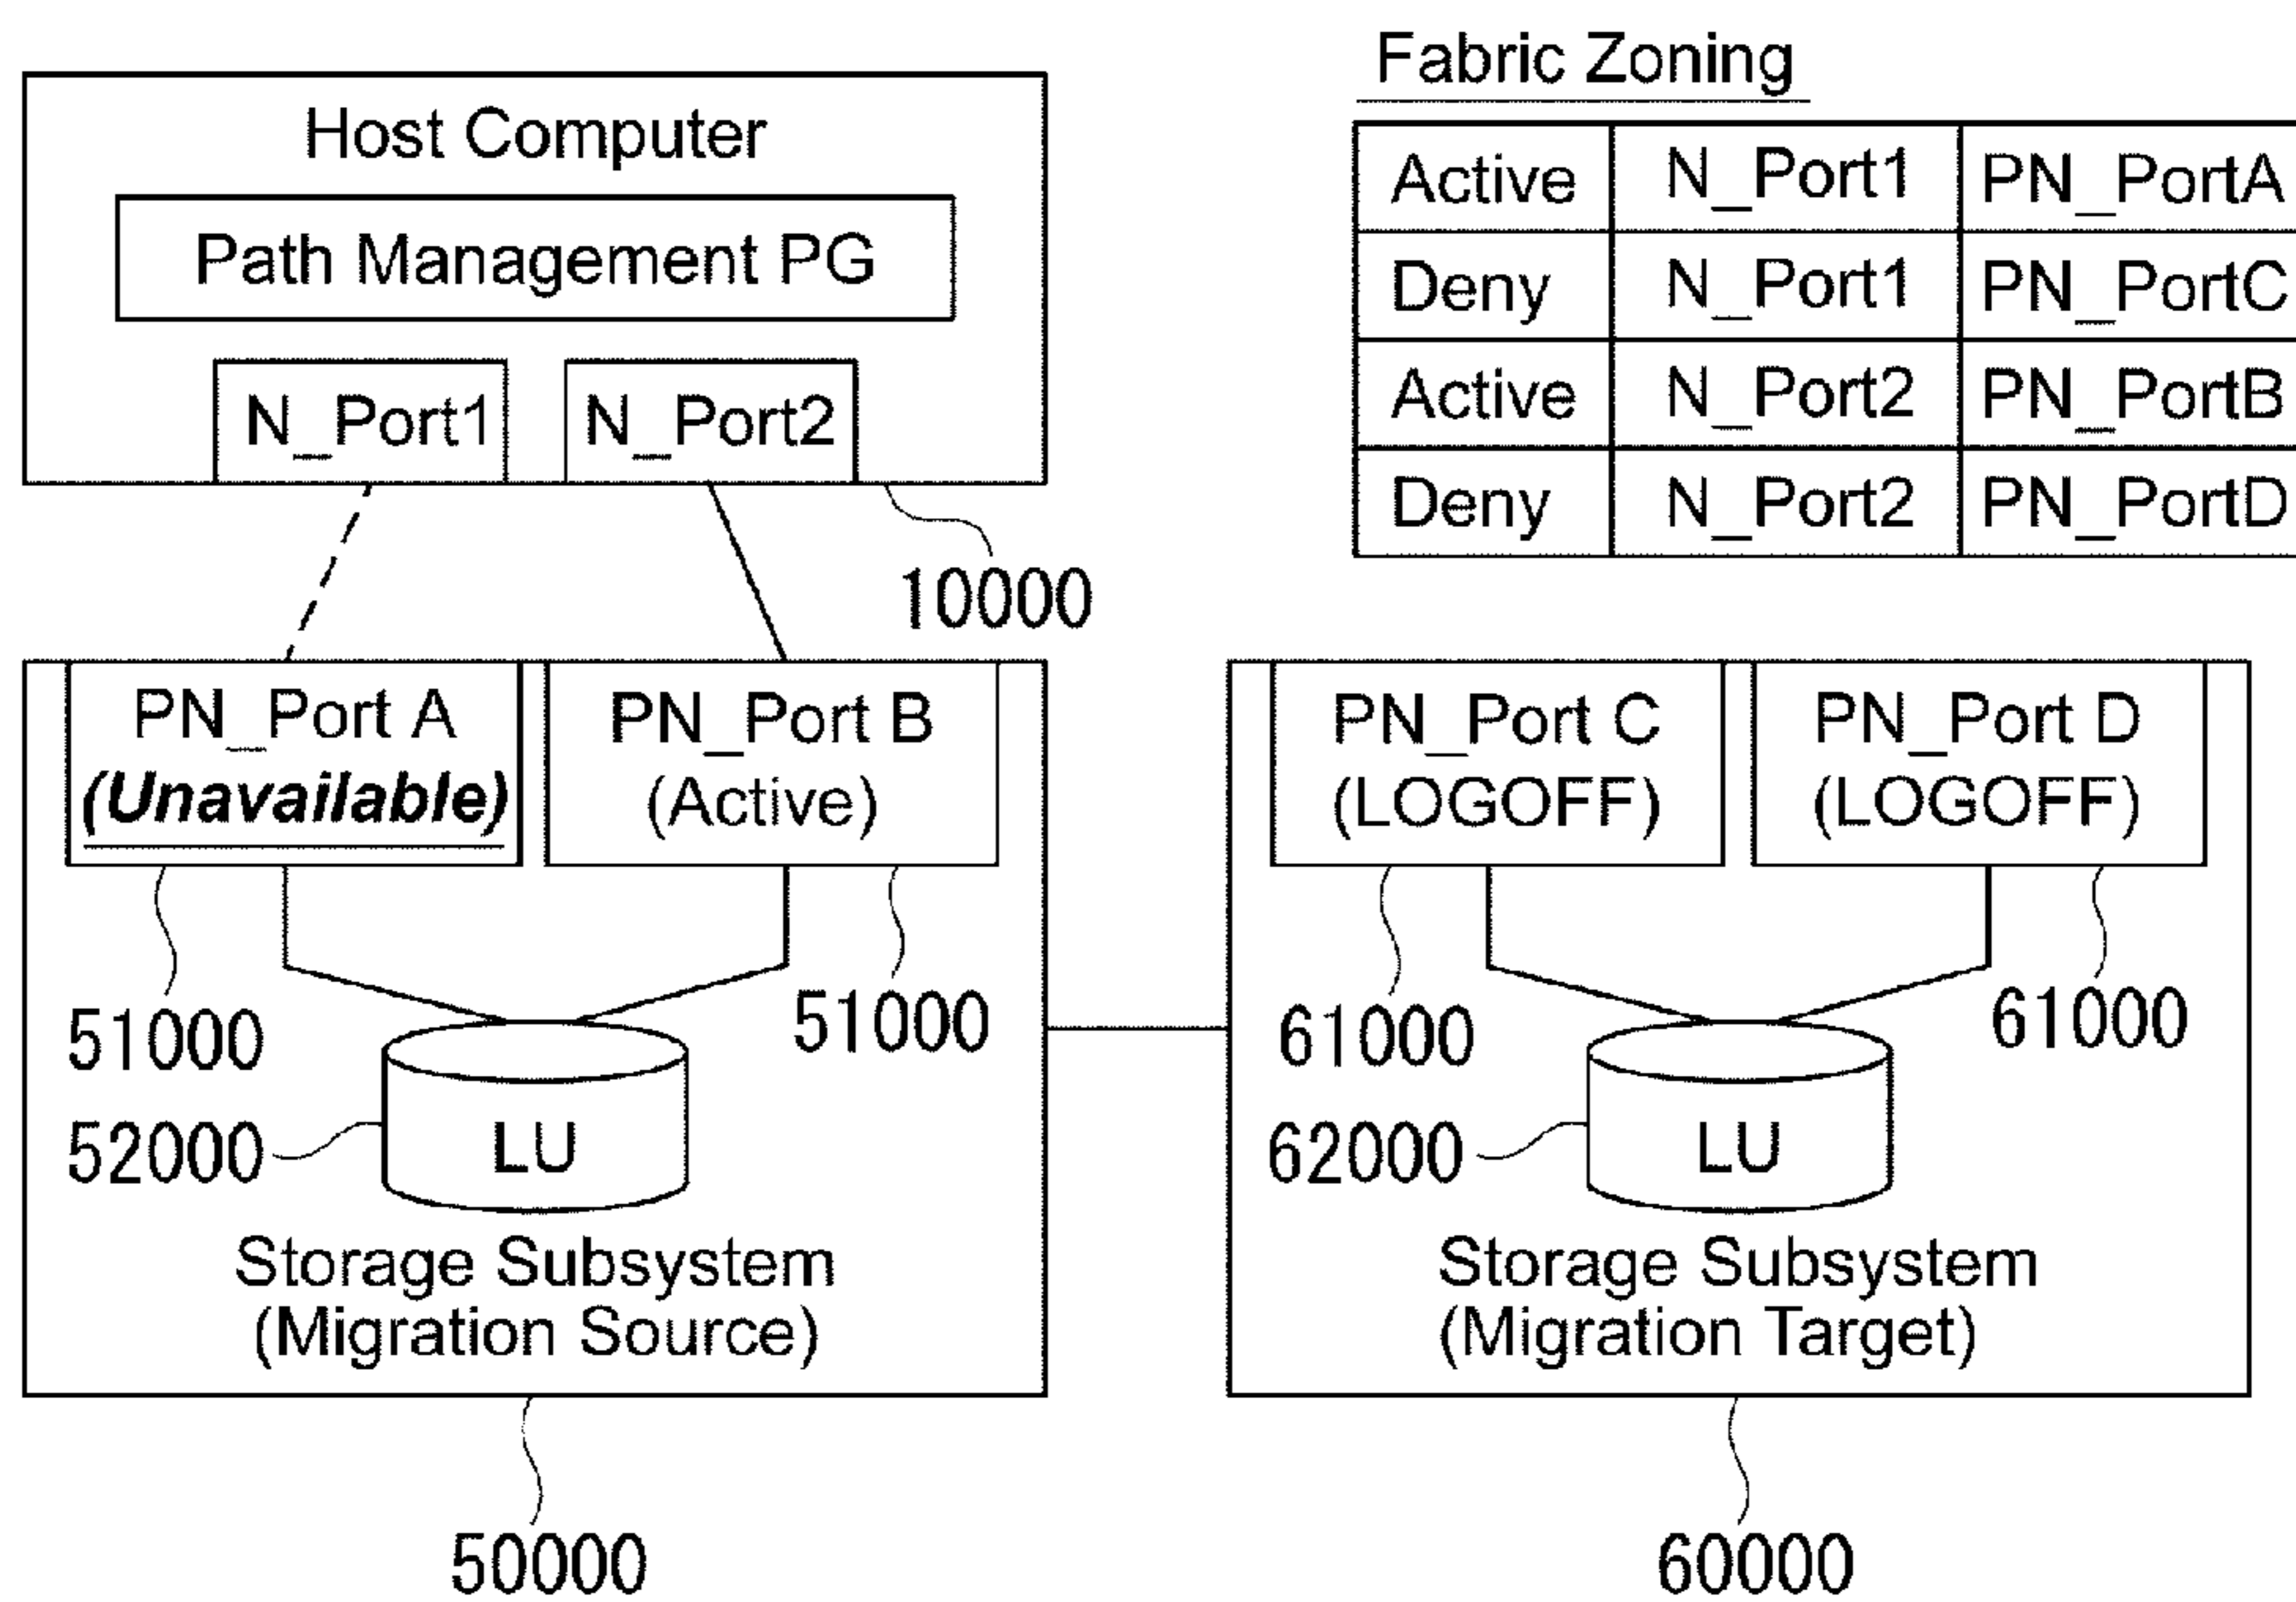 Host Computer
Path Management PG
N_Port1
N_Port2
10000
Fabric Zoning
Active N_Port1 PN_PortA
Deny N_Port1 PN_PortC
Active N_Port2 PN_PortB
Deny N_Port2 PN_PortD
PN_Port A
(Unavailable)
PN_Port B
(Active)
51000
51000
52000
LU
Storage Subsystem
(Migration Source)
50000
PN_Port C
(LOGOFF)
PN_Port D
(LOGOFF)
61000
61000
62000
LU
Storage Subsystem
(Migration Target)
60000